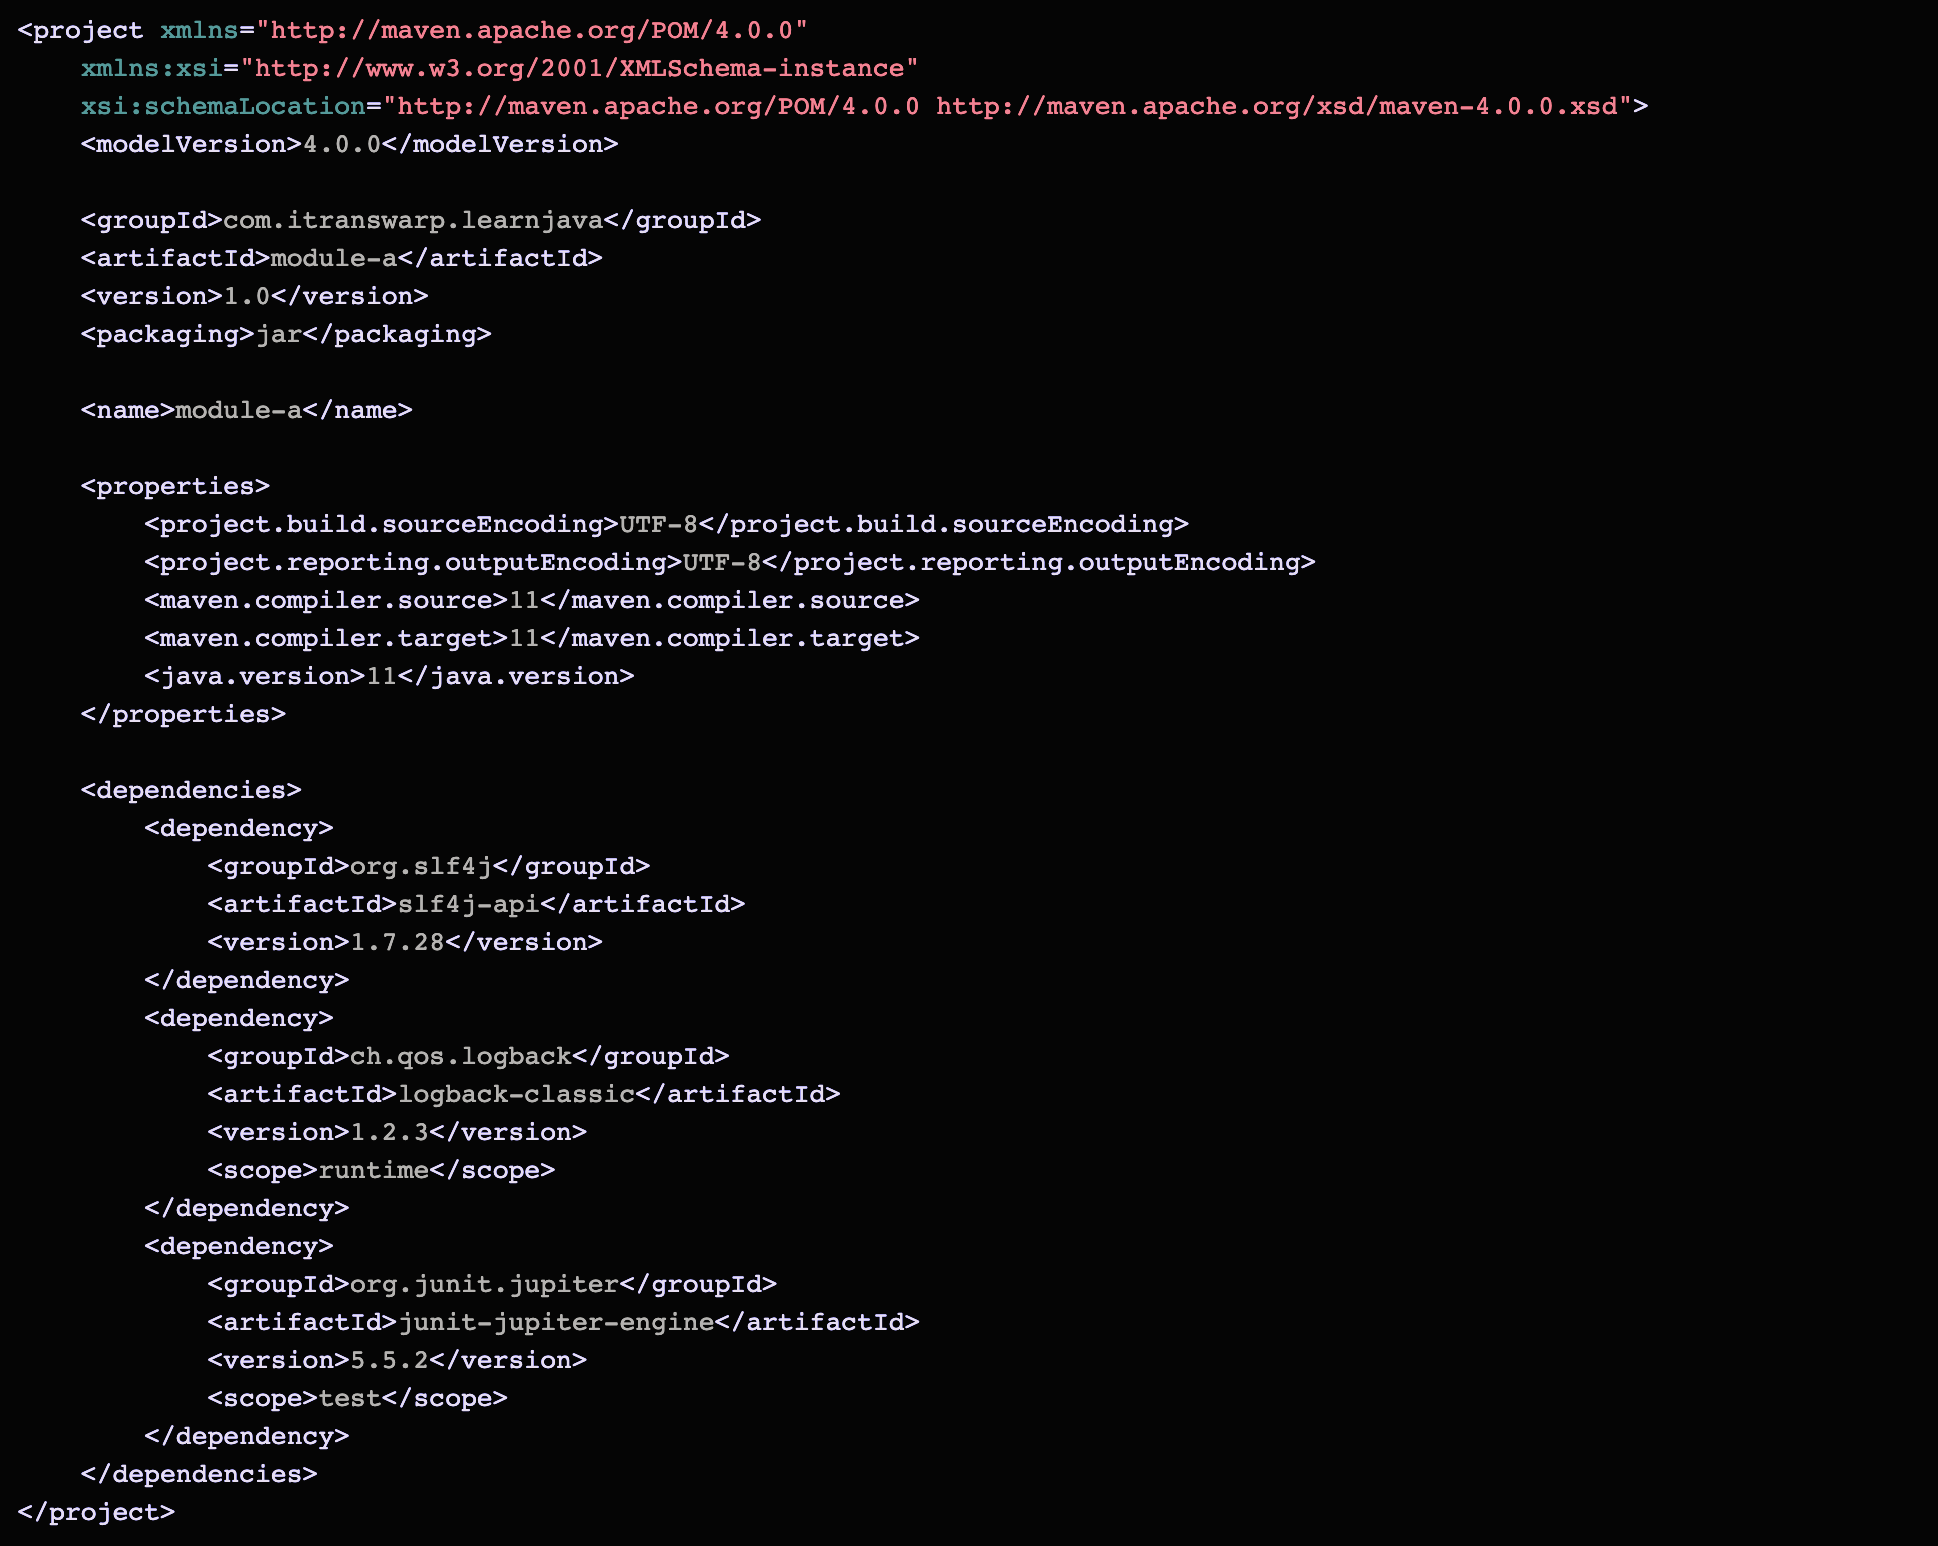 <project xmlns="http://maven.apache.org/POM/4.0.0"
    xmlns:xsi="http://www.w3.org/2001/XMLSchema-instance"
    xsi:schemaLocation="http://maven.apache.org/POM/4.0.0 http://maven.apache.org/xsd/maven-4.0.0.xsd">
    <modelVersion>4.0.0</modelVersion>

    <groupId>com.itranswarp.learnjava</groupId>
    <artifactId>module-a</artifactId>
    <version>1.0</version>
    <packaging>jar</packaging>

    <name>module-a</name>

    <properties>
        <project.build.sourceEncoding>UTF-8</project.build.sourceEncoding>
        <project.reporting.outputEncoding>UTF-8</project.reporting.outputEncoding>
        <maven.compiler.source>11</maven.compiler.source>
        <maven.compiler.target>11</maven.compiler.target>
        <java.version>11</java.version>
    </properties>

    <dependencies>
        <dependency>
            <groupId>org.slf4j</groupId>
            <artifactId>slf4j-api</artifactId>
            <version>1.7.28</version>
        </dependency>
        <dependency>
            <groupId>ch.qos.logback</groupId>
            <artifactId>logback-classic</artifactId>
            <version>1.2.3</version>
            <scope>runtime</scope>
        </dependency>
        <dependency>
            <groupId>org.junit.jupiter</groupId>
            <artifactId>junit-jupiter-engine</artifactId>
            <version>5.5.2</version>
            <scope>test</scope>
        </dependency>
    </dependencies>
</project>